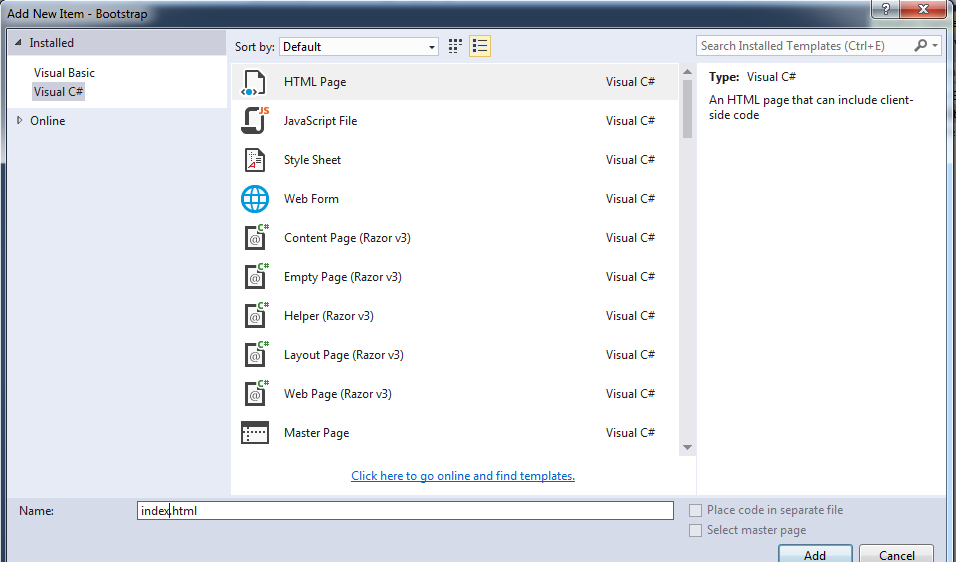 Add New Item - Bootstrap
?
Installed
Visual Basic
Visual C#
Online
Sort by: Default
HTML Page Visual C#
JavaScript File Visual C#
Style Sheet Visual C#
Web Form Visual C#
Content Page (Razor v3) Visual C#
Empty Page (Razor v3) Visual C#
Helper (Razor v3) Visual C#
Layout Page (Razor v3) Visual C#
Web Page (Razor v3) Visual C#
Master Page Visual C#
Click here to go online and find templates.
Search Installed Templates (Ctrl+E)
Type: Visual C#
An HTML page that can include client-
side code
Name: index.html
Place code in separate file
Select master page
Add Cancel